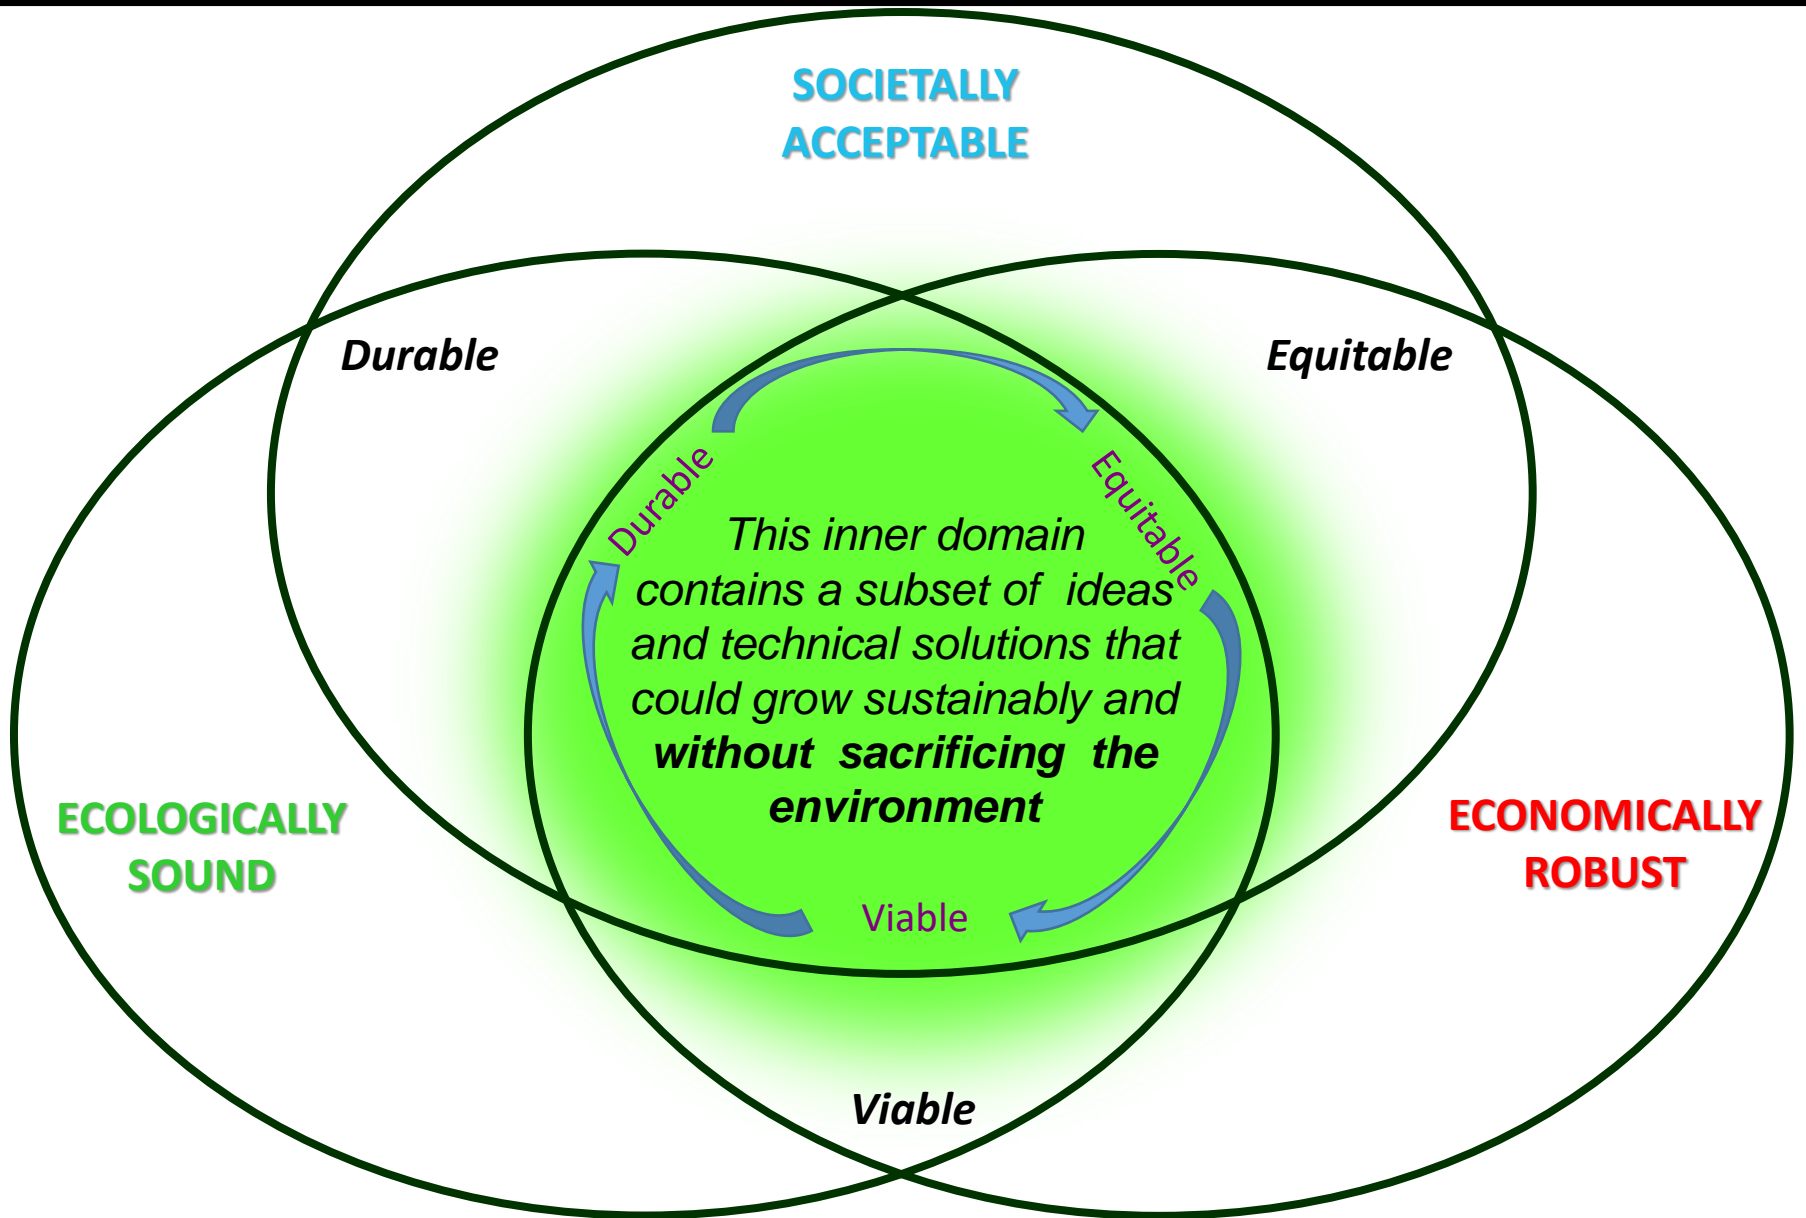 SOCIETALLY
ACCEPTABLE
Durable
Equitable
Durable
Equitable
This inner domain
contains a subset of  ideas
and technical solutions that
could grow sustainably and
without  sacrificing  the
environment
ECOLOGICALLY
SOUND
ECONOMICALLY
ROBUST
Viable
Viable